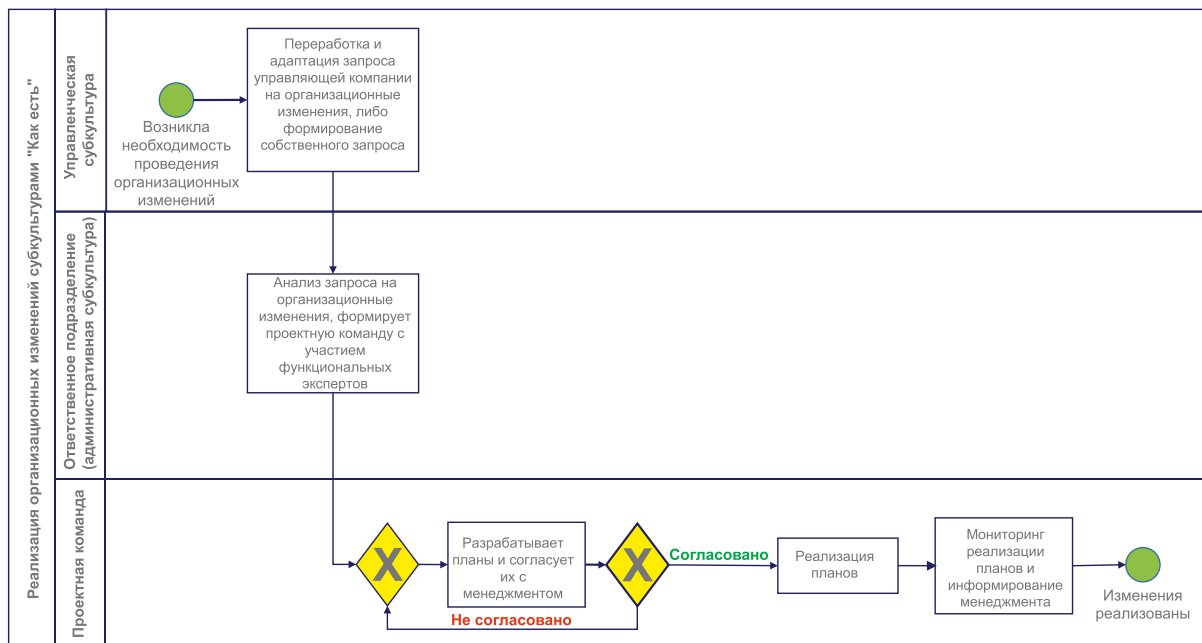 Реализация организационных изменений субкультурами "Как есть"
Управленческая
субкультура
Возникла
необходимость
проведения
организационных
изменений
Переработка и
адаптация запроса
управляющей компании
на организационные
изменения, либо
формирование
собственного запроса
Ответственное подразделение
(административная субкультура)
Анализ запроса на
организационные
изменения, формирует
проектную команду с
участием
функциональных
экспертов
Проектная команда
X
Разрабатывает
планы и согласует
их с
менеджментом
X
Не согласовано
Согласовано
Реализация
планов
Мониторинг
реализации
планов и
информирование
менеджмента
Изменения
реализованы